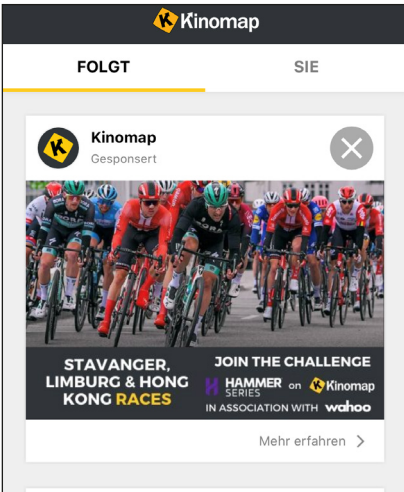 Kinomap
FOLGT
SIE
Kinomap
Gesponsert
STAVANGER,
LIMBURG & HONG
KONG RACES
JOIN THE CHALLENGE
HAMMER SERIES on Kinomap
IN ASSOCIATION WITH wahoo
Mehr erfahren